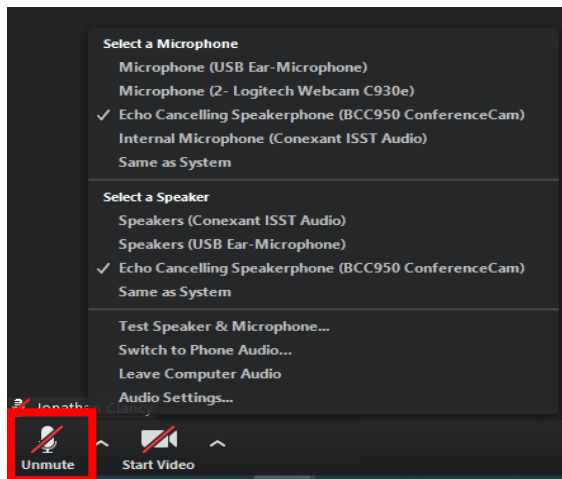 Select a Microphone
Microphone (USB Ear-Microphone)
Microphone (2- Logitech Webcam C930e)
Echo Cancelling Speakerphone (BCC950 ConferenceCam)
Internal Microphone (Conexant ISST Audio)
Same as System
Select a Speaker
Speakers (Conexant ISST Audio)
Speakers (USB Ear-Microphone)
Echo Cancelling Speakerphone (BCC950 ConferenceCam)
Same as System
Test Speaker & Microphone...
Switch to Phone Audio...
Leave Computer Audio
Audio Settings...
Jonathan Clancy
Unmute
Start Video